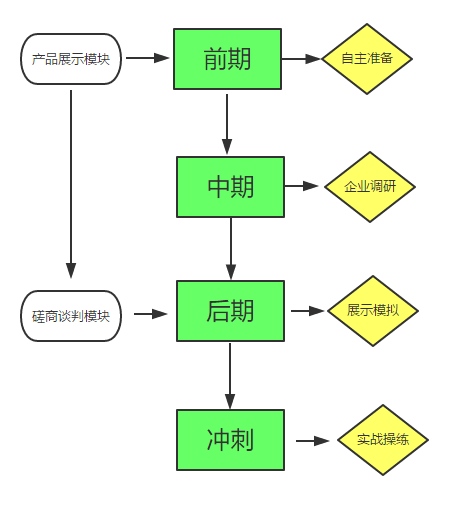 产品展示模块
前期
自主准备
中期
企业调研
磋商谈判模块
后期
展示模拟
冲刺
实战操练